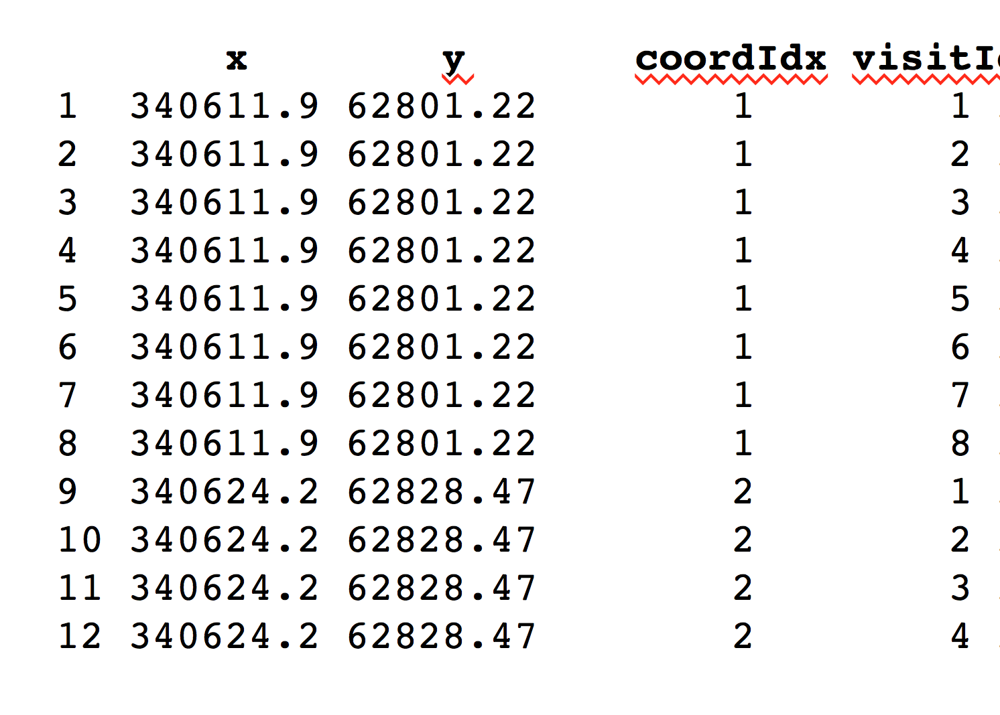 x y coordIdx
1 340611.9 62801.22 1 1
2 340611.9 62801.22 1 2
3 340611.9 62801.22 1 3
4 340611.9 62801.22 1 4
5 340611.9 62801.22 1 5
6 340611.9 62801.22 1 6
7 340611.9 62801.22 1 7
8 340611.9 62801.22 1 8
9 340624.2 62828.47 2 1
10 340624.2 62828.47 2 2
11 340624.2 62828.47 2 3
12 340624.2 62828.47 2 4